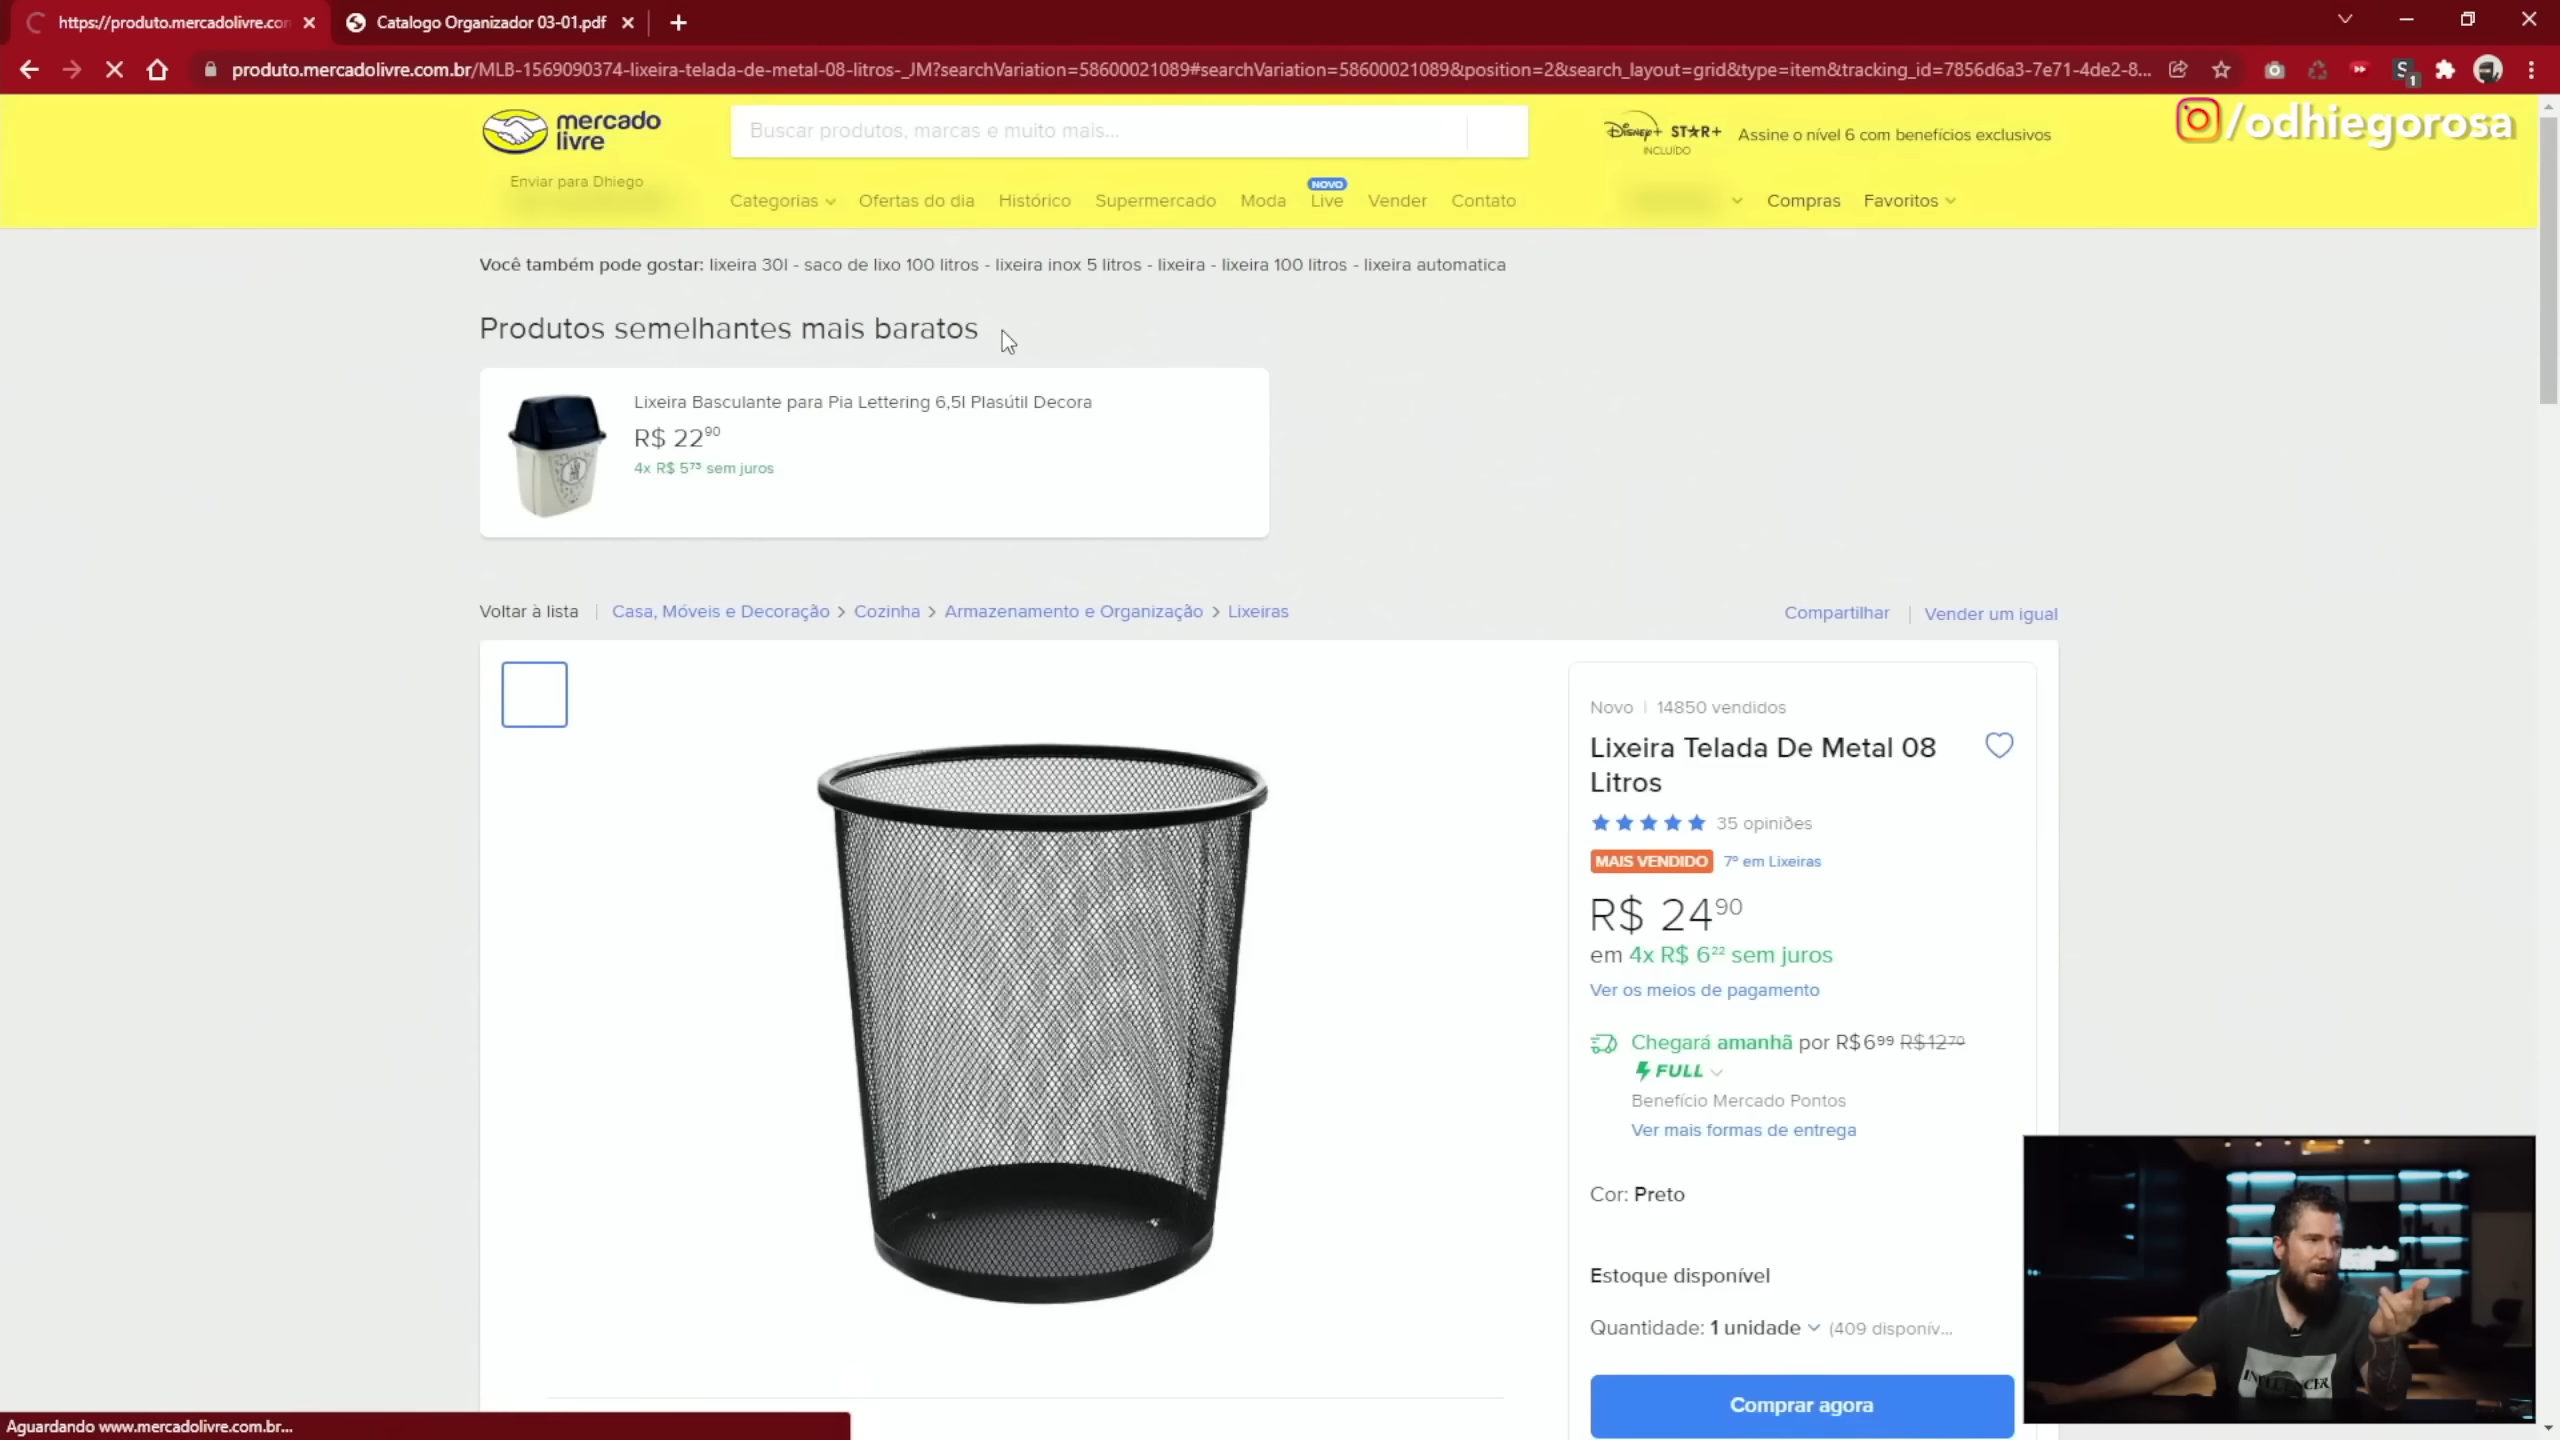 https://produto.mercadolivre.cor
Catalogo Organizador 03-01.pdf
produto.mercadolivre.com.br/MLB-1569090374-lixeira-telada-de-metal-08-litros-_JM?searchVariation=58600021089#searchVariation=58600021089&position=2&search_layout=grid&type=item&tracking_id=7856d6a3-7e71-4de2-8...
S 1
mercado
livre
Buscar produtos, marcas e muito mais...
Disney+ ST★R+
INCLUÍDO
Assine o nível 6 com benefícios exclusivos
/odhiegorosa
Enviar para Dhiego
NOVO
Categorias Ofertas do dia Histórico Supermercado Moda Live Vender Contato
Compras Favoritos
Você também pode gostar: lixeira 30l - saco de lixo 100 litros - lixeira inox 5 litros - lixeira - lixeira 100 litros - lixeira automatica
Produtos semelhantes mais baratos
Lixeira Basculante para Pia Lettering 6,5l Plasútil Decora
R$ 22⁹⁰
4x R$ 5⁷³ sem juros
Voltar à lista | Casa, Móveis e Decoração > Cozinha > Armazenamento e Organização > Lixeiras
Compartilhar | Vender um igual
Novo | 14850 vendidos
Lixeira Telada De Metal 08
Litros
35 opiniões
MAIS VENDIDO 7º em Lixeiras
R$ 24⁹⁰
em 4x R$ 6²² sem juros
Ver os meios de pagamento
Chegará amanhã por R$6⁹⁹ R$12⁷⁰
FULL
Benefício Mercado Pontos
Ver mais formas de entrega
Cor: Preto
Estoque disponível
Quantidade: 1 unidade (409 disponív...
Comprar agora
INFLUENCER
Aguardando www.mercadolivre.com.br...